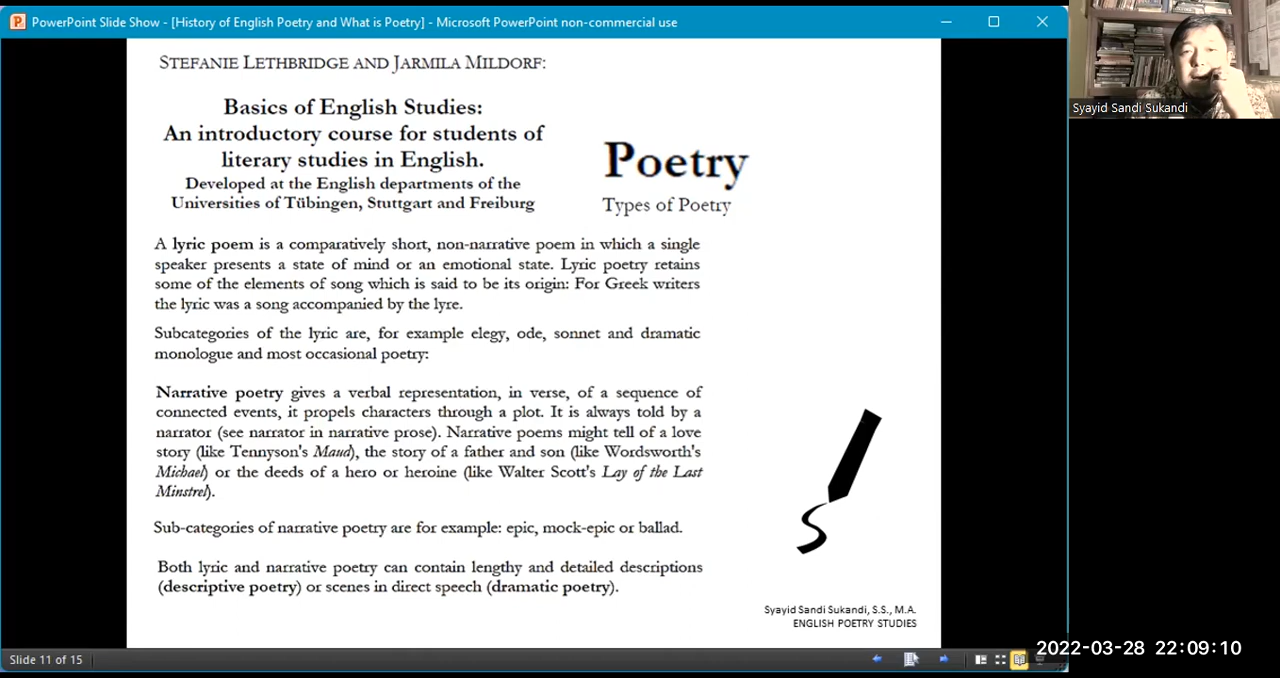 PowerPoint Slide Show - [History of English Poetry and What is Poetry] - Microsoft PowerPoint non-commercial use
Syayid Sandi Sukandi
STEFANIE LETHBRIDGE AND JARMILA MILDORF:
Basics of English Studies:
An introductory course for students of
literary studies in English.
Developed at the English departments of the
Universities of Tübingen, Stuttgart and Freiburg
Poetry
Types of Poetry
A lyric poem is a comparatively short, non-narrative poem in which a single
speaker presents a state of mind or an emotional state. Lyric poetry retains
some of the elements of song which is said to be its origin: For Greek writers
the lyric was a song accompanied by the lyre.
Subcategories of the lyric are, for example elegy, ode, sonnet and dramatic
monologue and most occasional poetry:
Narrative poetry gives a verbal representation, in verse, of a sequence of
connected events, it propels characters through a plot. It is always told by a
narrator (see narrator in narrative prose). Narrative poems might tell of a love
story (like Tennyson's Maud), the story of a father and son (like Wordsworth's
Michael) or the deeds of a hero or heroine (like Walter Scott's Lay of the Last
Minstrel).
Sub-categories of narrative poetry are for example: epic, mock-epic or ballad.
Both lyric and narrative poetry can contain lengthy and detailed descriptions
(descriptive poetry) or scenes in direct speech (dramatic poetry).
Syayid Sandi Sukandi, S.S., M.A.
ENGLISH POETRY STUDIES
Slide 11 of 15
2022-03-28 22:09:10